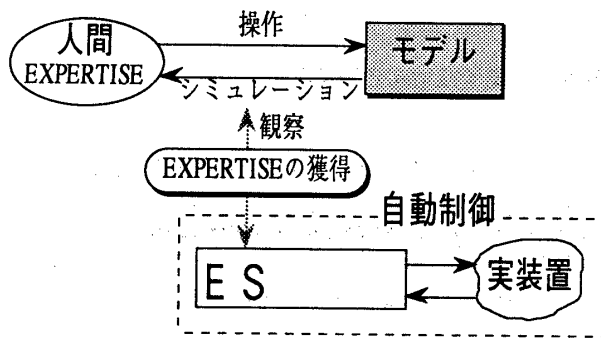 人間
EXPERTISE
操作
モデル
シミュレーション
観察
EXPERTISEの獲得
自動制御
ES
実装置